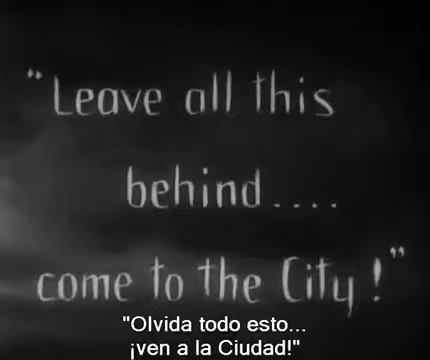 "Leave all this
behind....
come to the City!"
"Olvida todo esto...
¡ven a la Ciudad!"